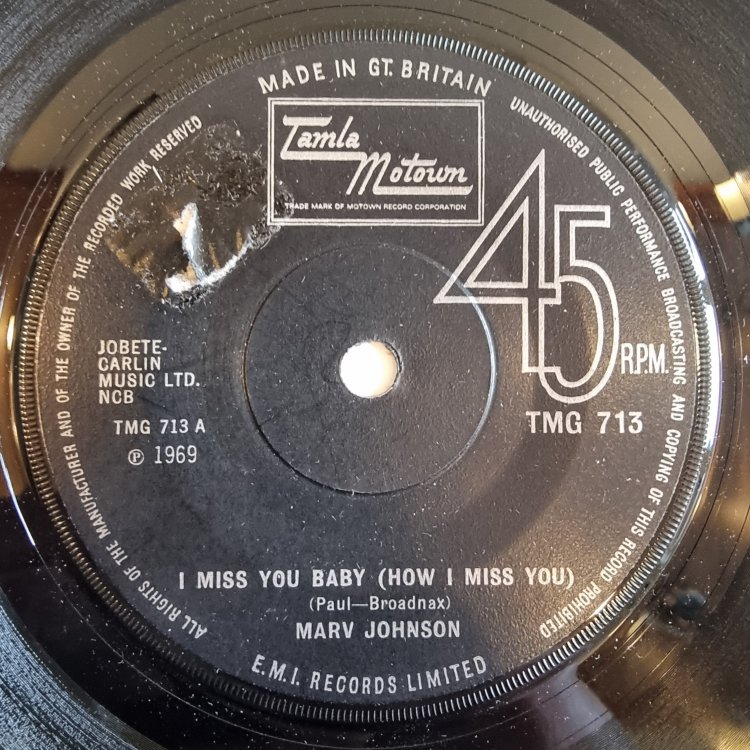 MADE IN GT. BRITAIN
Tamla
Motown
TRADE MARK OF MOTOWN RECORD CORPORATION
45
R.P.M.
TMG 713
JOBETE-
CARLIN
MUSIC LTD.
NCB
TMG 713 A
℗ 1969
I MISS YOU BABY (HOW I MISS YOU)
(Paul—Broadnax)
MARV JOHNSON
E.M.I. RECORDS LIMITED
ALL RIGHTS OF THE MANUFACTURER AND OF THE OWNER OF THE RECORDED WORK RESERVED
UNAUTHORISED PUBLIC PERFORMANCE BROADCASTING AND COPYING OF THIS RECORD PROHIBITED